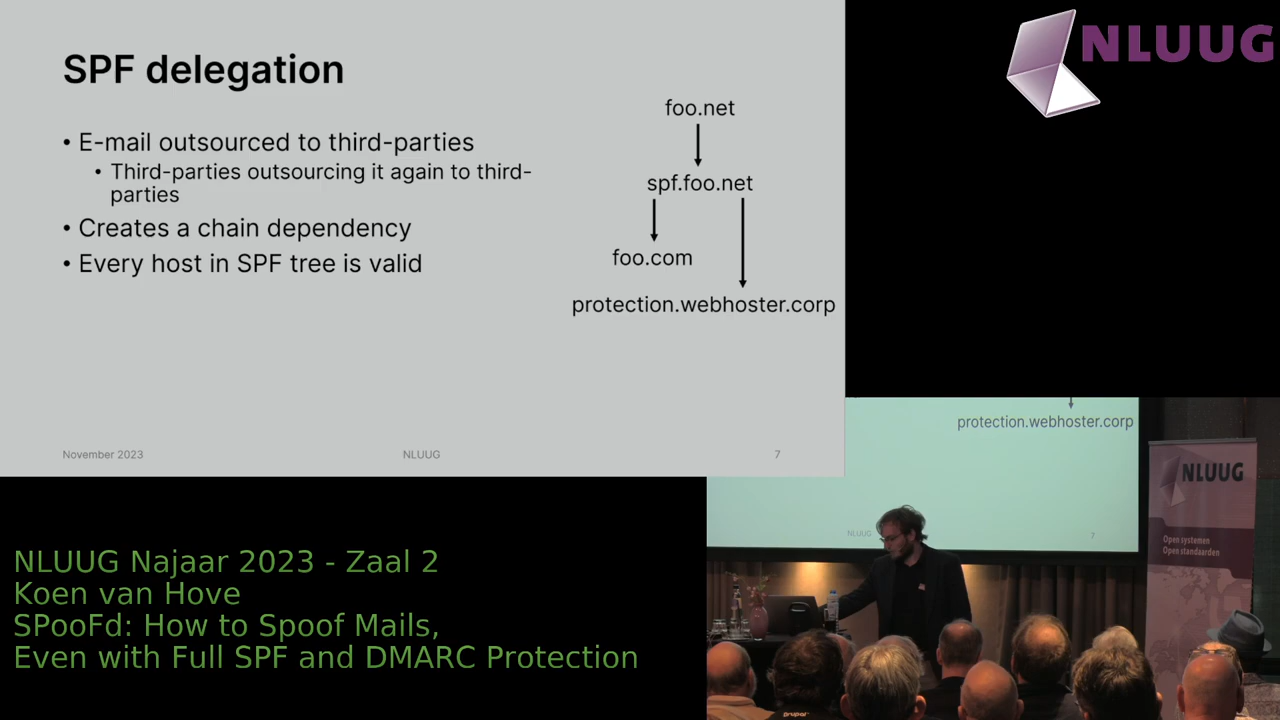 SPF delegation
• E-mail outsourced to third-parties
• Third-parties outsourcing it again to third-
parties
• Creates a chain dependency
• Every host in SPF tree is valid
foo.net
spf.foo.net
foo.com
protection.webhoster.corp
November 2023
NLUUG
7
NLUUG
protection.webhoster.corp
NLUUG
7
NLUUG
Open systemen
Open standaarden
NLUUG Najaar 2023 - Zaal 2
Koen van Hove
SPooFd: How to Spoof Mails,
Even with Full SPF and DMARC Protection